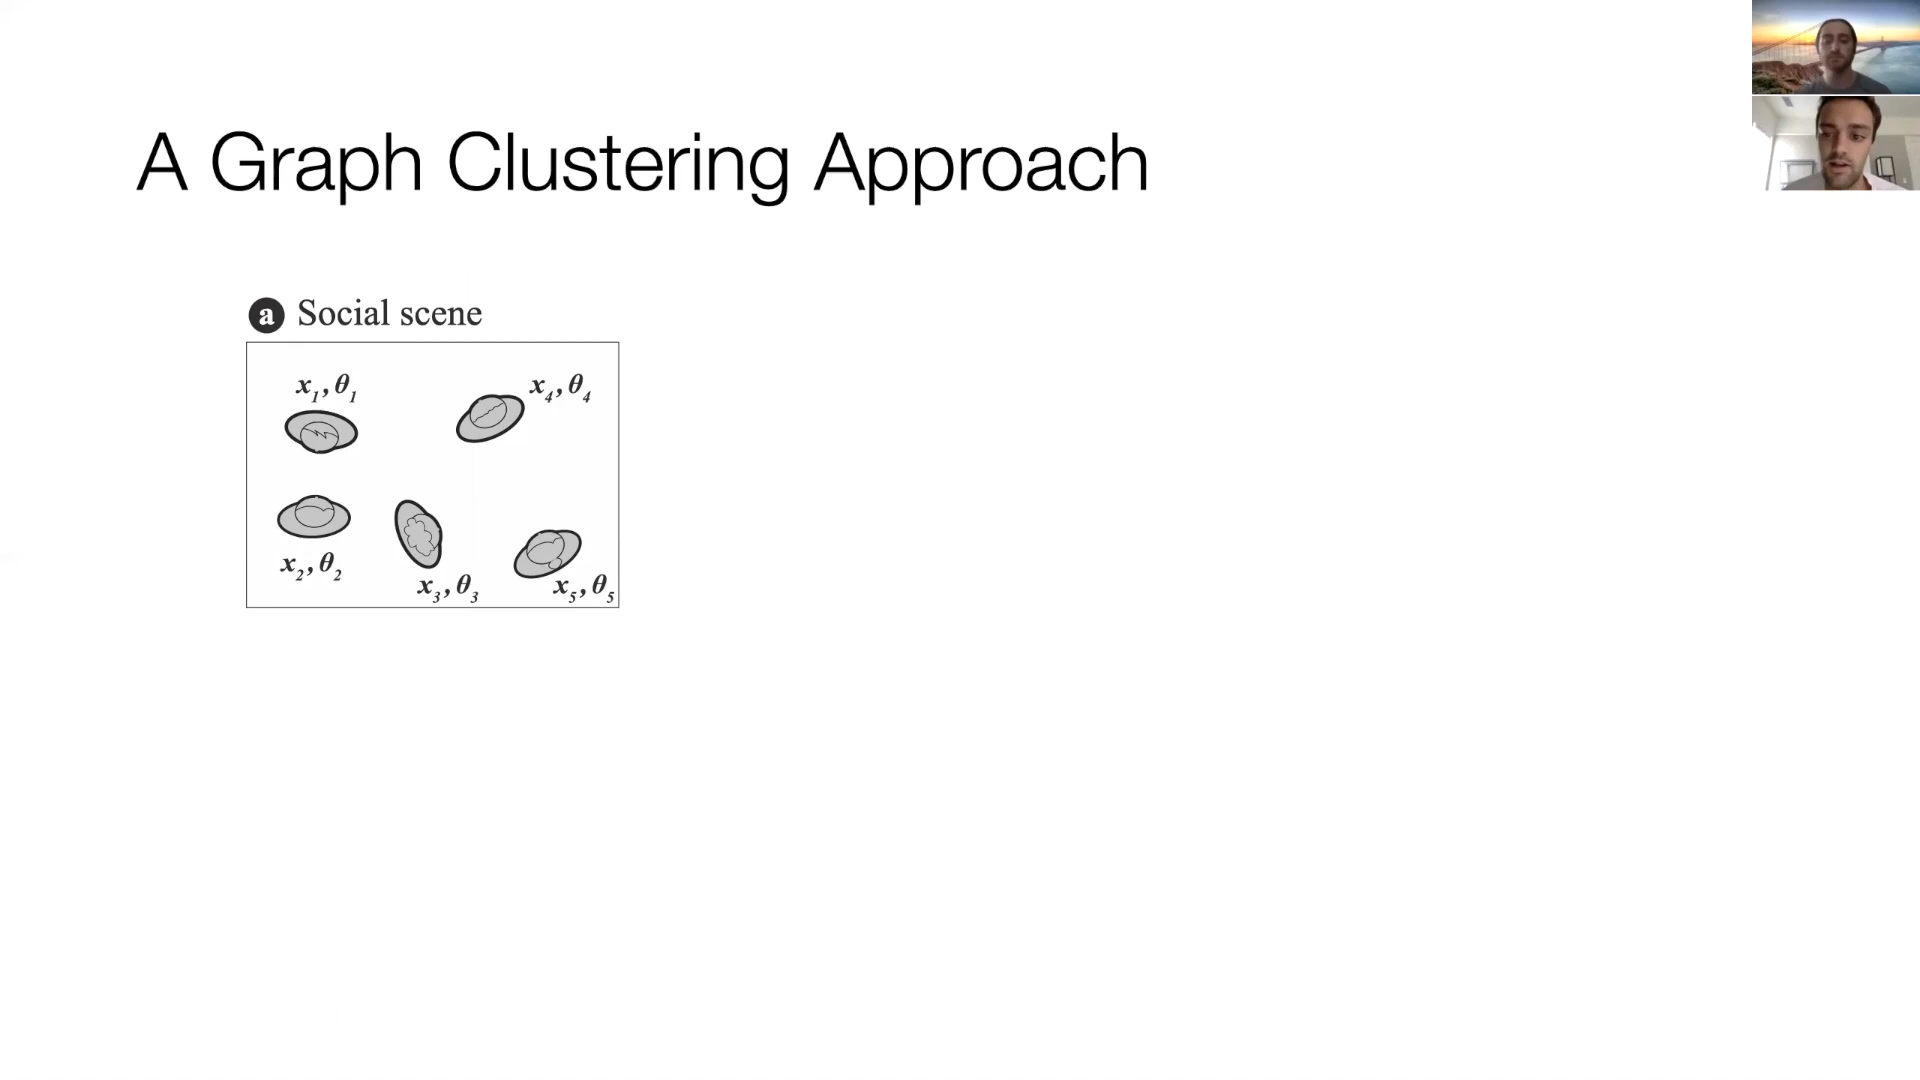 A Graph Clustering Approach
a Social scene
x₁, θ₁
x₄, θ₄
x₂, θ₂
x₃, θ₃
x₅, θ₅